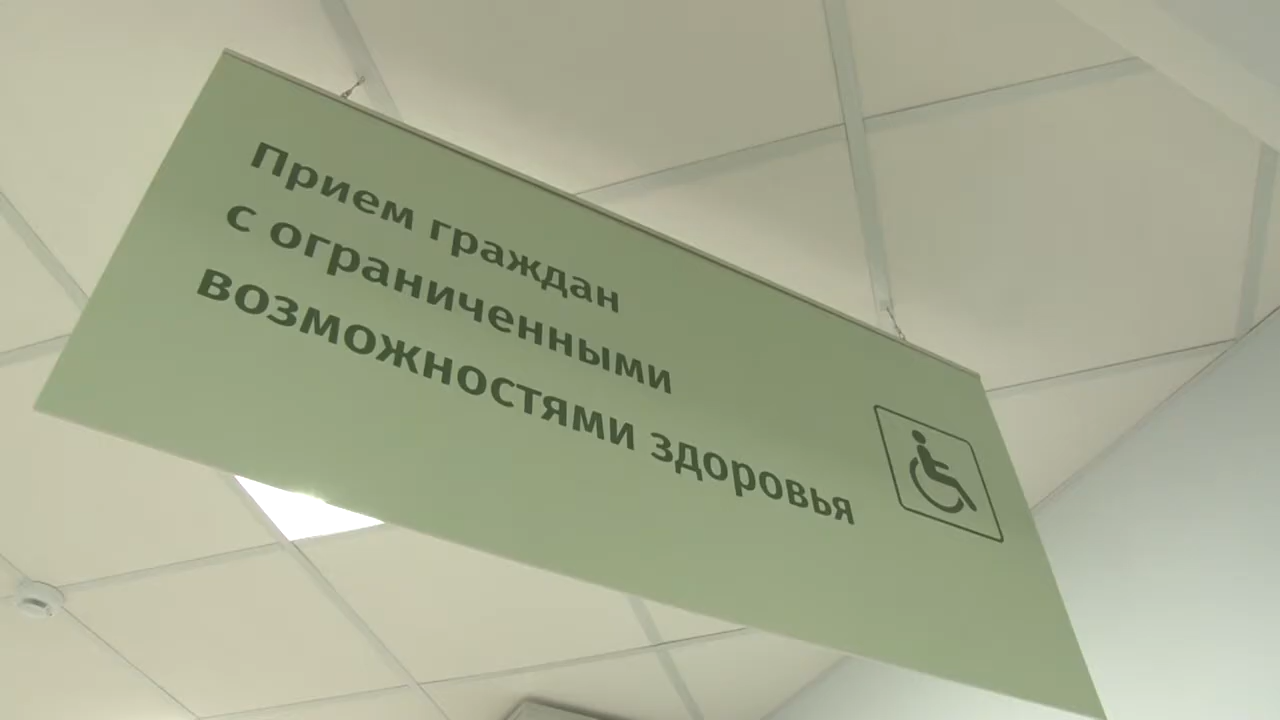 Прием граждан
с ограниченными
возможностями здоровья